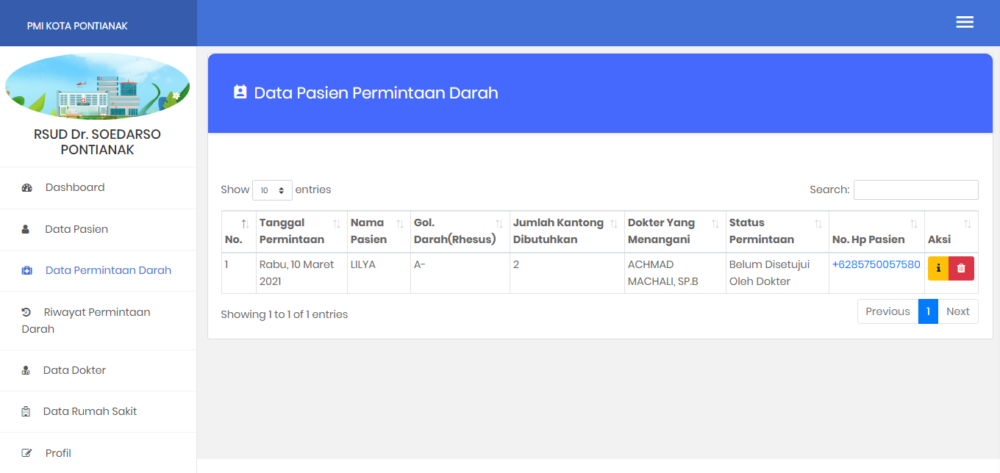 PMI KOTA PONTIANAK
RSUD Dr. SOEDARSO
PONTIANAK
Dashboard
Data Pasien
Data Permintaan Darah
Riwayat Permintaan
Darah
Data Dokter
Data Rumah Sakit
Profil
Data Pasien Permintaan Darah
Show 10 entries
Search:
No. Tanggal Permintaan Nama Pasien Gol. Darah(Rhesus) Jumlah Kantong Dibutuhkan Dokter Yang Menangani Status Permintaan No. Hp Pasien Aksi
1 Rabu, 10 Maret 2021 LILYA A- 2 ACHMAD MACHALI, SP.B Belum Disetujui Oleh Dokter +6285750057580
Showing 1 to 1 of 1 entries
Previous 1 Next